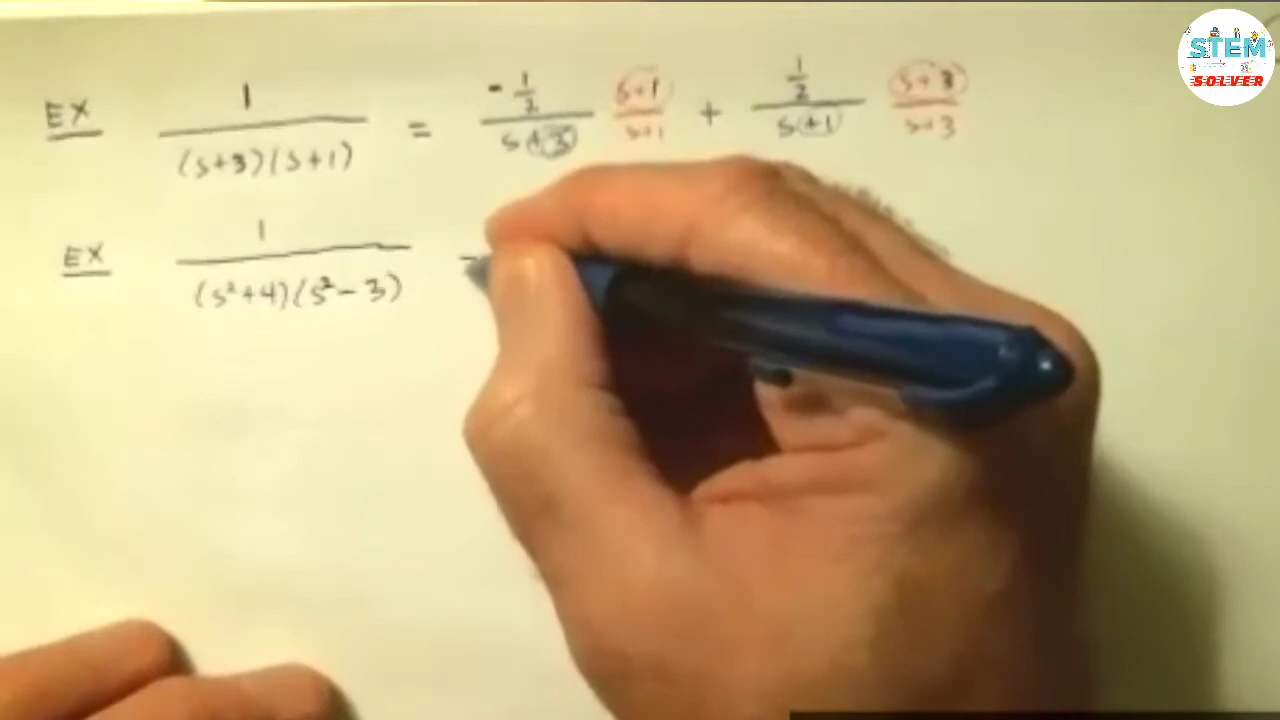 EX 1/((s+3)(s+1)) = (-1/2)/(s+3) (s+1)/(s+1) + (1/2)/(s+1) (s+3)/(s+3)
EX 1/((s²+4)(s²-3))
STEM
SOLVER